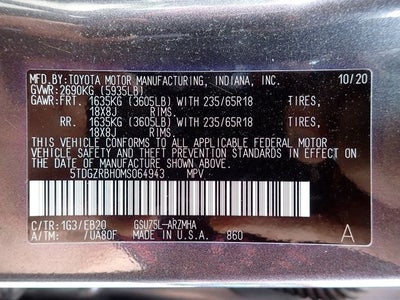 MFD.BY:TOYOTA MOTOR MANUFACTURING, INDIANA, INC. 10/20
GVWR:2690KG (5935LB)
GAWR:FRT. 1635KG (3605LB) WITH 235/65R18 TIRES,
18X8J RIMS.
RR. 1635KG (3605LB) WITH 235/65R18 TIRES,
18X8J RIMS.
THIS VEHICLE CONFORMS TO ALL APPLICABLE FEDERAL MOTOR
VEHICLE SAFETY AND THEFT PREVENTION STANDARDS IN EFFECT ON
THE DATE OF MANUFACTURE SHOWN ABOVE.
5TDGZRBH0MS064943 MPV
C/TR:1G3/EB20 GSU75L-ARZMHA
A/TM: /UA80F MADE IN U.S.A. 860 A